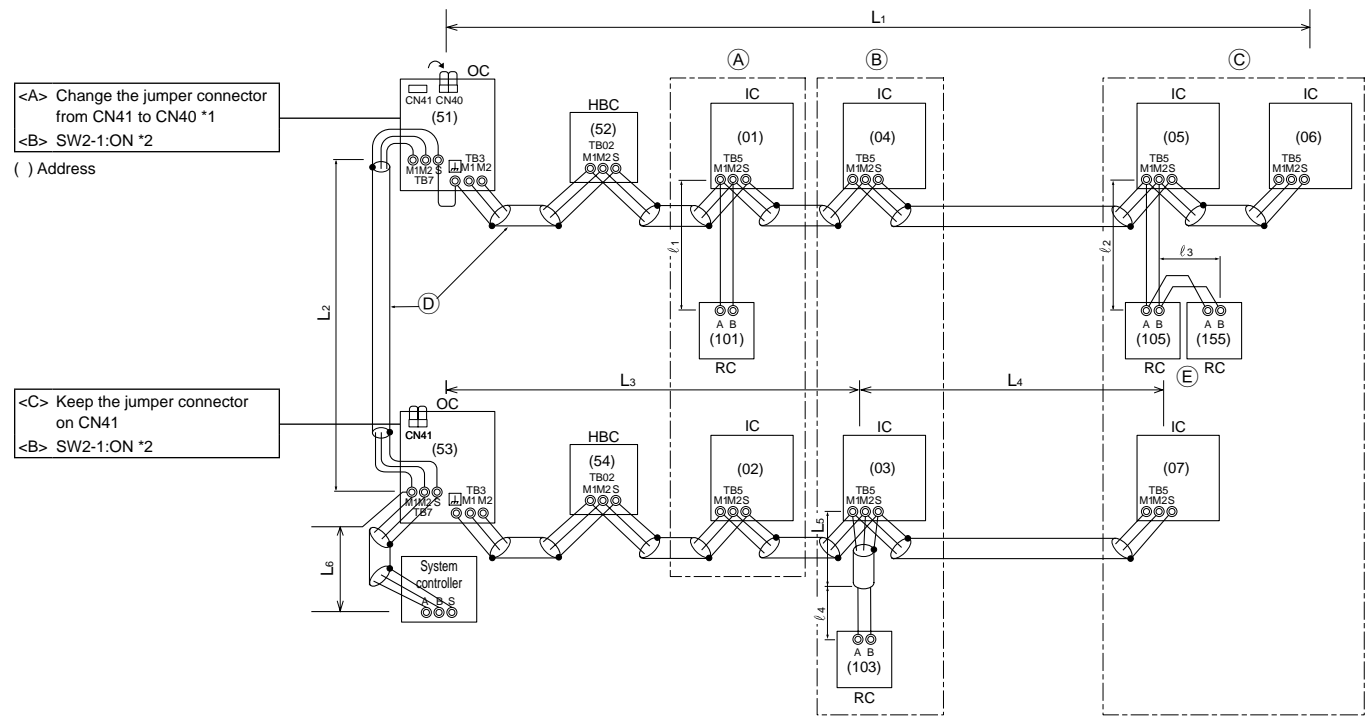 L1
A
B
C
<A> Change the jumper connector
from CN41 to CN40 *1
<B> SW2-1:ON *2
( ) Address
OC
CN41 CN40
(51)
M1M2 S
TB7
TB3
M1 M2
HBC
(52)
TB02
M1M2 S
IC
(01)
TB5
M1M2S
IC
(04)
TB5
M1M2S
IC
(05)
TB5
M1M2S
IC
(06)
TB5
M1M2S
L2
D
ℓ1
ℓ2
ℓ3
A B
(101)
RC
A B
(105)
RC
A B
(155)
RC
E
L3
L4
<C> Keep the jumper connector
on CN41
<B> SW2-1:ON *2
OC
CN41
(53)
M1M2 S
TB7
TB3
M1 M2
HBC
(54)
TB02
M1M2 S
IC
(02)
TB5
M1M2S
IC
(03)
TB5
M1M2S
IC
(07)
TB5
M1M2S
L5
L6
System
controller
A B S
ℓ4
A B
(103)
RC